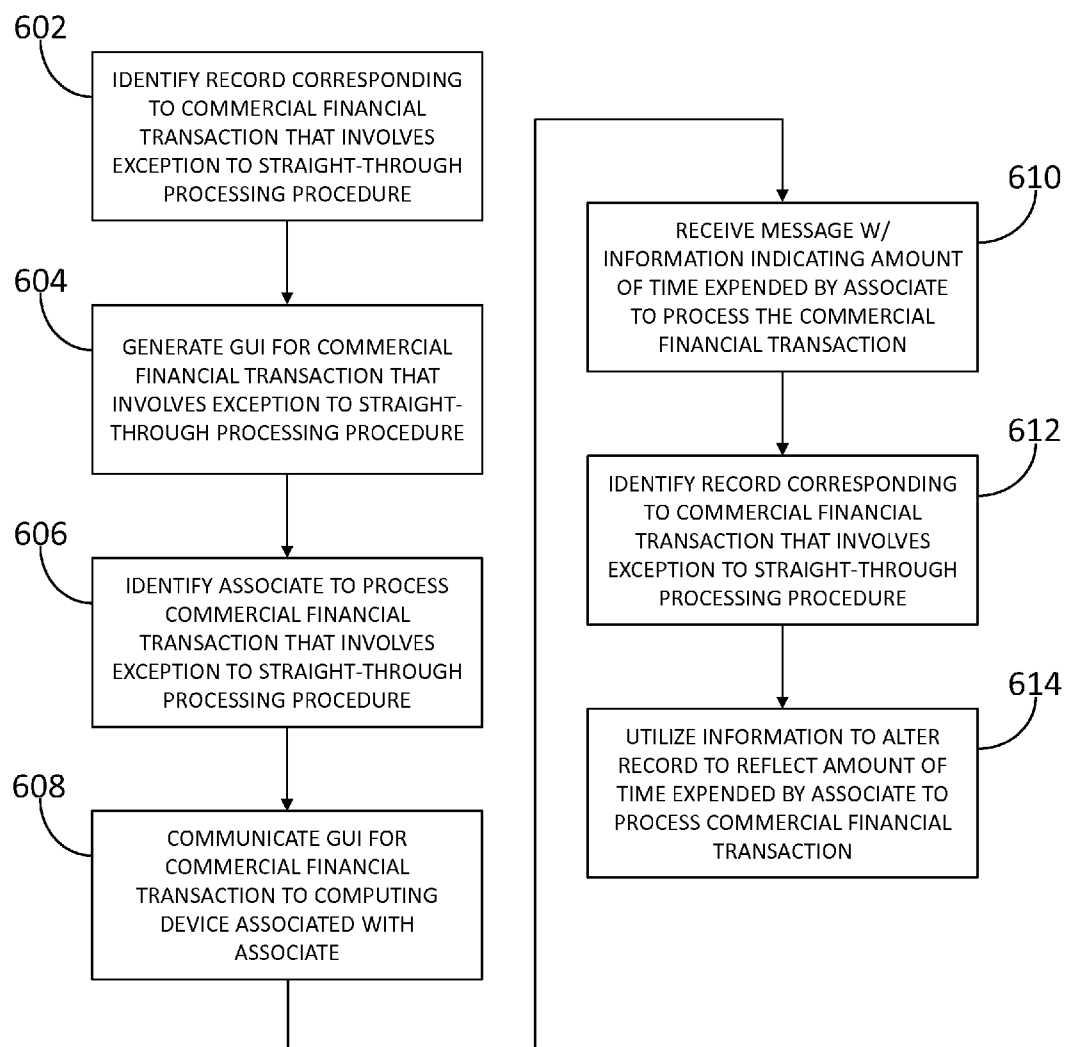 602
IDENTIFY RECORD CORRESPONDING
TO COMMERCIAL FINANCIAL
TRANSACTION THAT INVOLVES
EXCEPTION TO STRAIGHT-THROUGH
PROCESSING PROCEDURE
604
GENERATE GUI FOR COMMERCIAL
FINANCIAL TRANSACTION THAT
INVOLVES EXCEPTION TO STRAIGHT-
THROUGH PROCESSING PROCEDURE
606
IDENTIFY ASSOCIATE TO PROCESS
COMMERCIAL FINANCIAL
TRANSACTION THAT INVOLVES
EXCEPTION TO STRAIGHT-THROUGH
PROCESSING PROCEDURE
608
COMMUNICATE GUI FOR
COMMERCIAL FINANCIAL
TRANSACTION TO COMPUTING
DEVICE ASSOCIATED WITH
ASSOCIATE
610
RECEIVE MESSAGE W/
INFORMATION INDICATING AMOUNT
OF TIME EXPENDED BY ASSOCIATE
TO PROCESS THE COMMERCIAL
FINANCIAL TRANSACTION
612
IDENTIFY RECORD CORRESPONDING
TO COMMERCIAL FINANCIAL
TRANSACTION THAT INVOLVES
EXCEPTION TO STRAIGHT-THROUGH
PROCESSING PROCEDURE
614
UTILIZE INFORMATION TO ALTER
RECORD TO REFLECT AMOUNT OF
TIME EXPENDED BY ASSOCIATE TO
PROCESS COMMERCIAL FINANCIAL
TRANSACTION